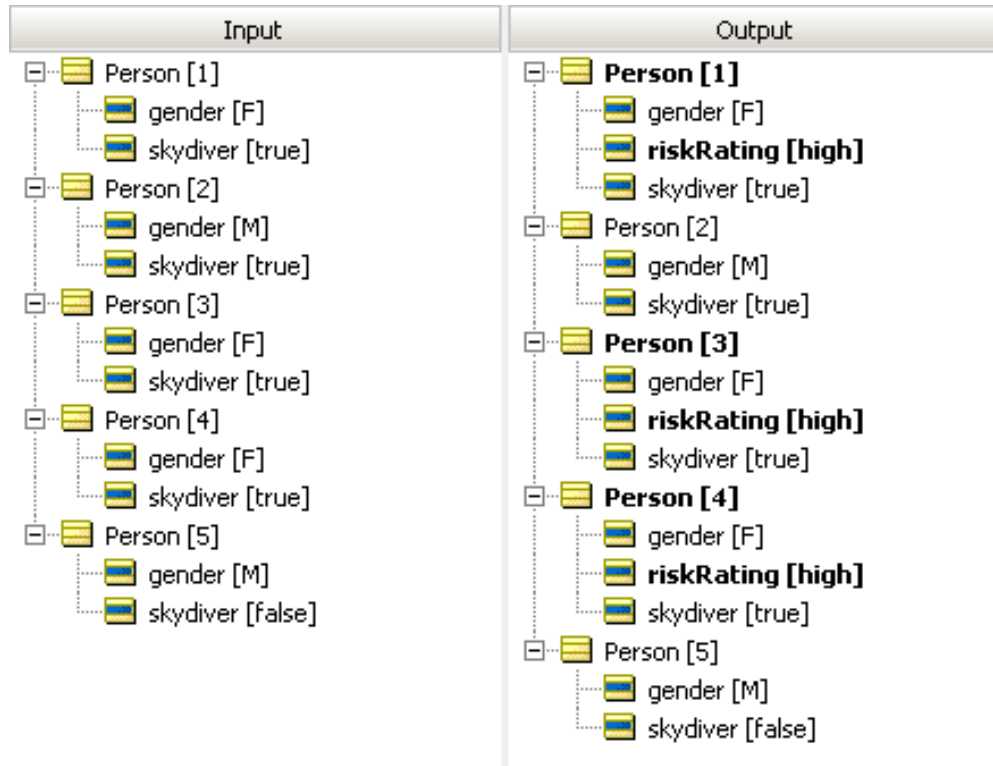 Input
Person [1]
gender [F]
skydiver [true]
Person [2]
gender [M]
skydiver [true]
Person [3]
gender [F]
skydiver [true]
Person [4]
gender [F]
skydiver [true]
Person [5]
gender [M]
skydiver [false]
Output
Person [1]
gender [F]
riskRating [high]
skydiver [true]
Person [2]
gender [M]
skydiver [true]
Person [3]
gender [F]
riskRating [high]
skydiver [true]
Person [4]
gender [F]
riskRating [high]
skydiver [true]
Person [5]
gender [M]
skydiver [false]